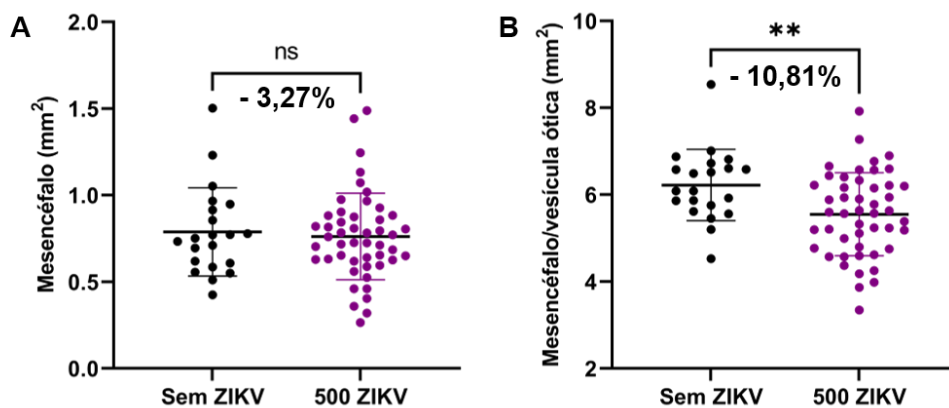 A
Mesencéfalo (mm²)
2.0
1.5
1.0
0.5
0.0
ns
- 3,27%
Sem ZIKV
500 ZIKV
B
Mesencéfalo/vesícula ótica (mm²)
10
8
6
4
2
**
- 10,81%
Sem ZIKV
500 ZIKV